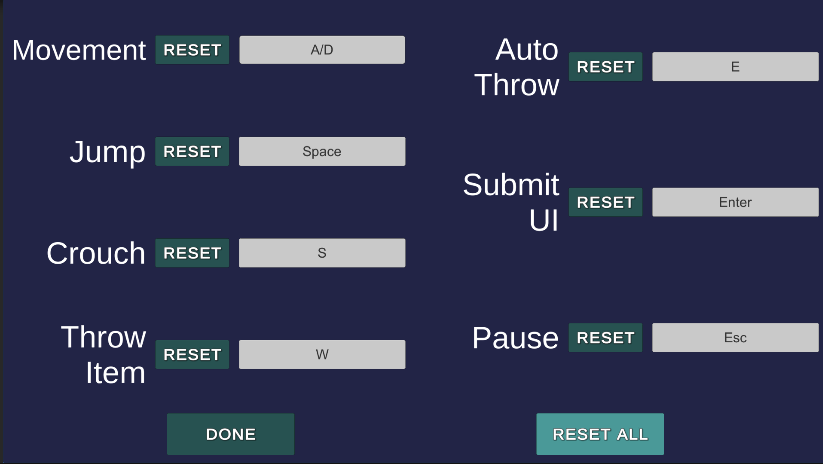 Movement RESET A/D
Jump RESET Space
Crouch RESET S
Throw
Item RESET W
Auto
Throw RESET E
Submit
UI RESET Enter
Pause RESET Esc
DONE
RESET ALL